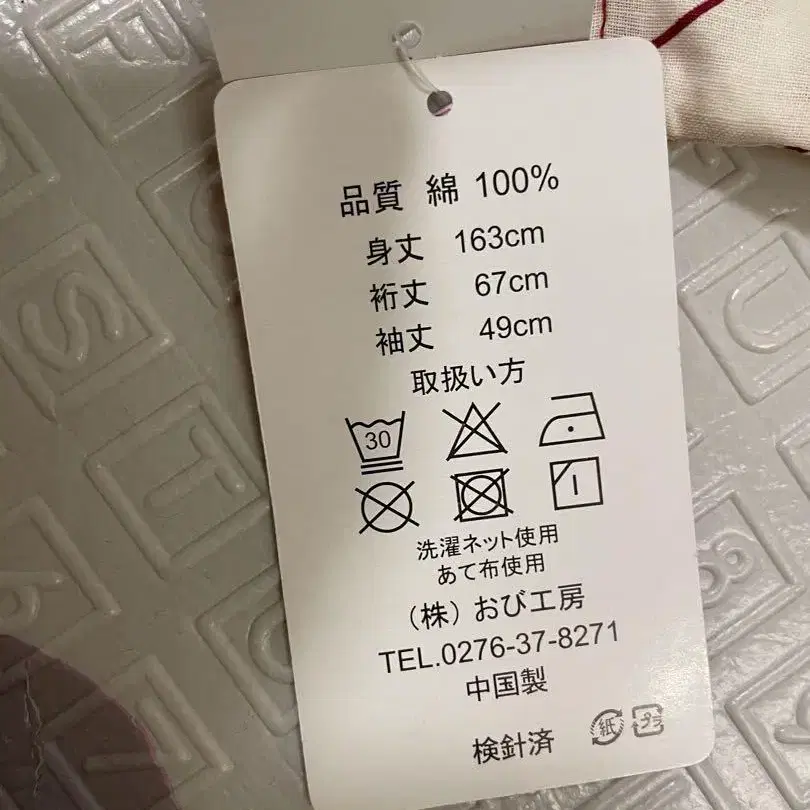 品質 綿 100%
身丈 163cm
裄丈 67cm
袖丈 49cm
取扱い方
30
洗濯ネット使用
あて布使用
（株）おび工房
TEL.0276-37-8271
中国製
検針済 紙 プラ